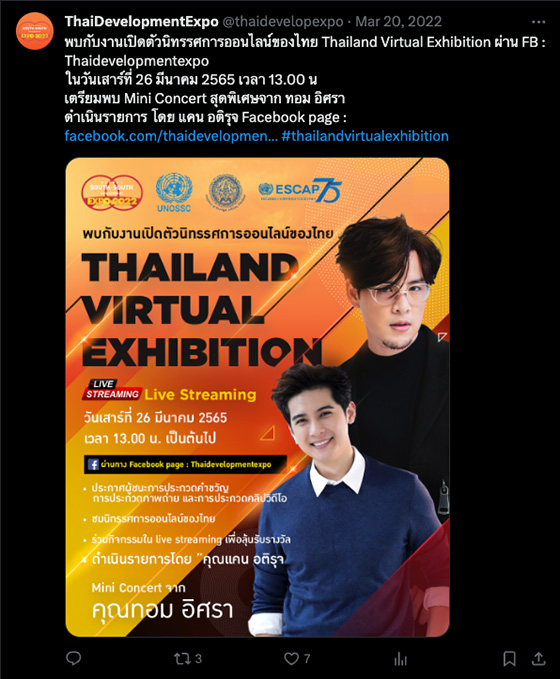 ThaiDevelopmentExpo @thaidevelopexpo · Mar 20, 2022
พบกับงานเปิดตัวนิทรรศการออนไลน์ของไทย Thailand Virtual Exhibition ผ่าน FB :
Thaidevelopmentexpo
ในวันเสาร์ที่ 26 มีนาคม 2565 เวลา 13.00 น
เตรียมพบ Mini Concert สุดพิเศษจาก ทอม อิศรา
ดำเนินรายการ โดย แคน อติรุจ Facebook page :
facebook.com/thaidevelopmen... #thailandvirtualexhibition
SOUTH-SOUTH
EXPO 2022
UNOSSC
ESCAP 75
พบกับงานเปิดตัวนิทรรศการออนไลน์ของไทย
THAILAND
VIRTUAL
EXHIBITION
LIVE
STREAMING
Live Streaming
วันเสาร์ที่ 26 มีนาคม 2565
เวลา 13.00 น. เป็นต้นไป
ผ่านทาง Facebook page : Thaidevelopmentexpo
• ประกาศผู้ชนะการประกวดคำขวัญ
การประกวดภาพถ่าย และการประกวดคลิปวิดีโอ
• ชมนิทรรศการออนไลน์ของไทย
• ร่วมกิจกรรมใน live streaming เพื่อลุ้นรับรางวัล
• ดำเนินรายการโดย "คุณแคน อติรุจ
Mini Concert จาก
คุณทอม อิศรา
3
7